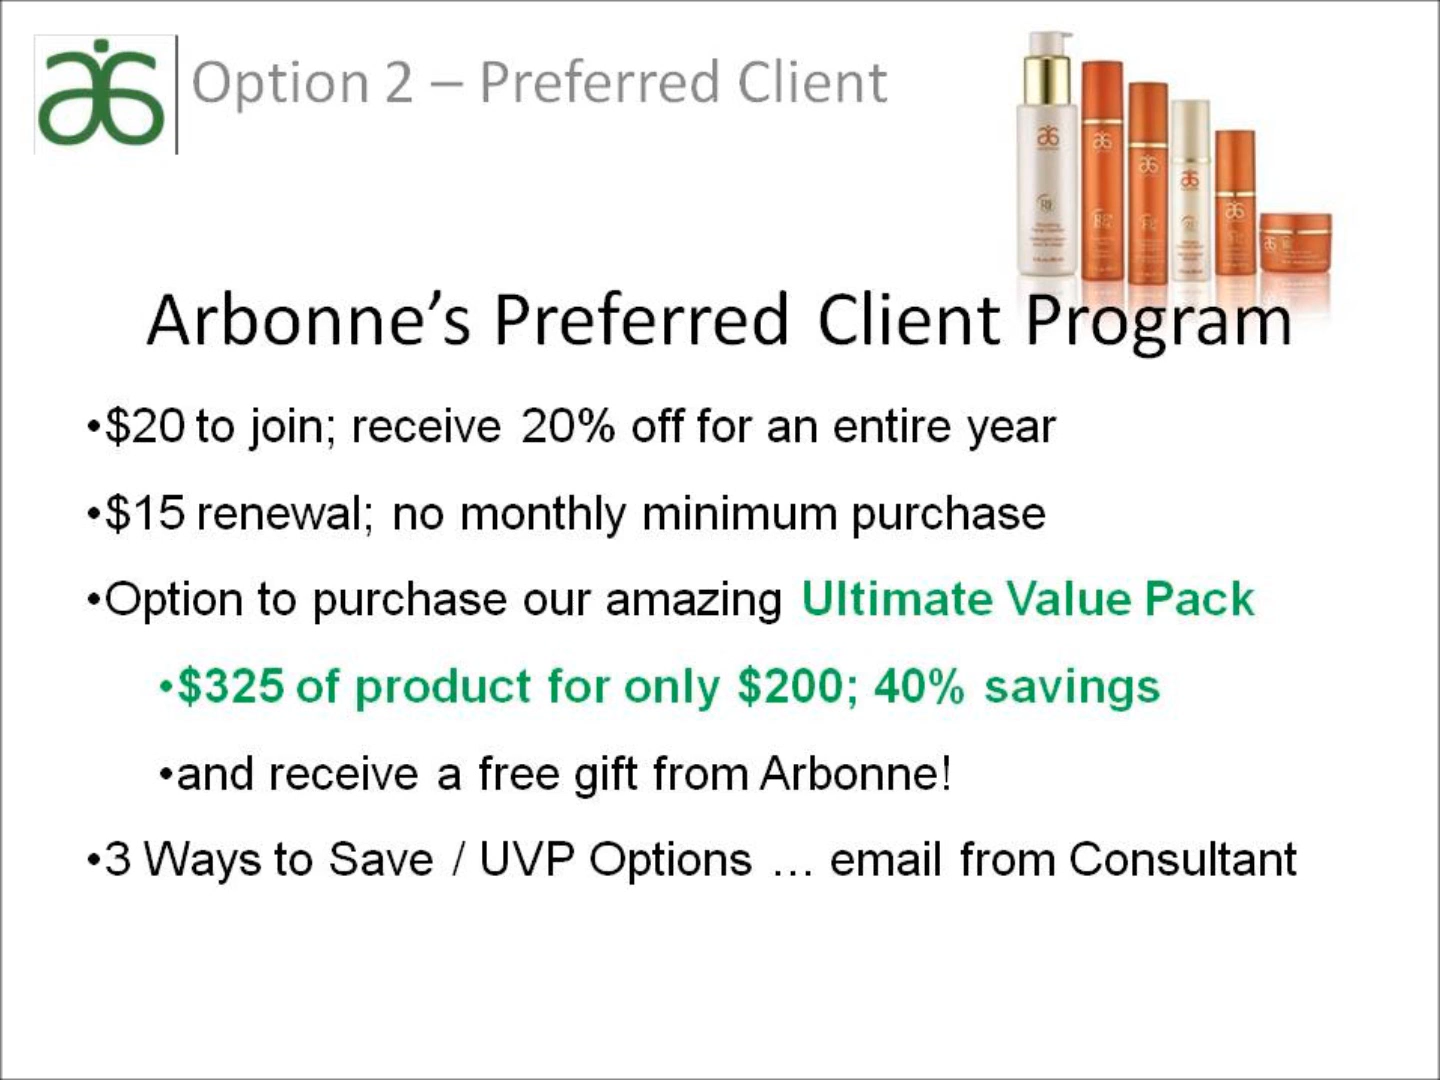 Option 2 – Preferred Client
Arbonne’s Preferred Client Program
•$20 to join; receive 20% off for an entire year
•$15 renewal; no monthly minimum purchase
•Option to purchase our amazing Ultimate Value Pack
•$325 of product for only $200; 40% savings
•and receive a free gift from Arbonne!
•3 Ways to Save / UVP Options ... email from Consultant